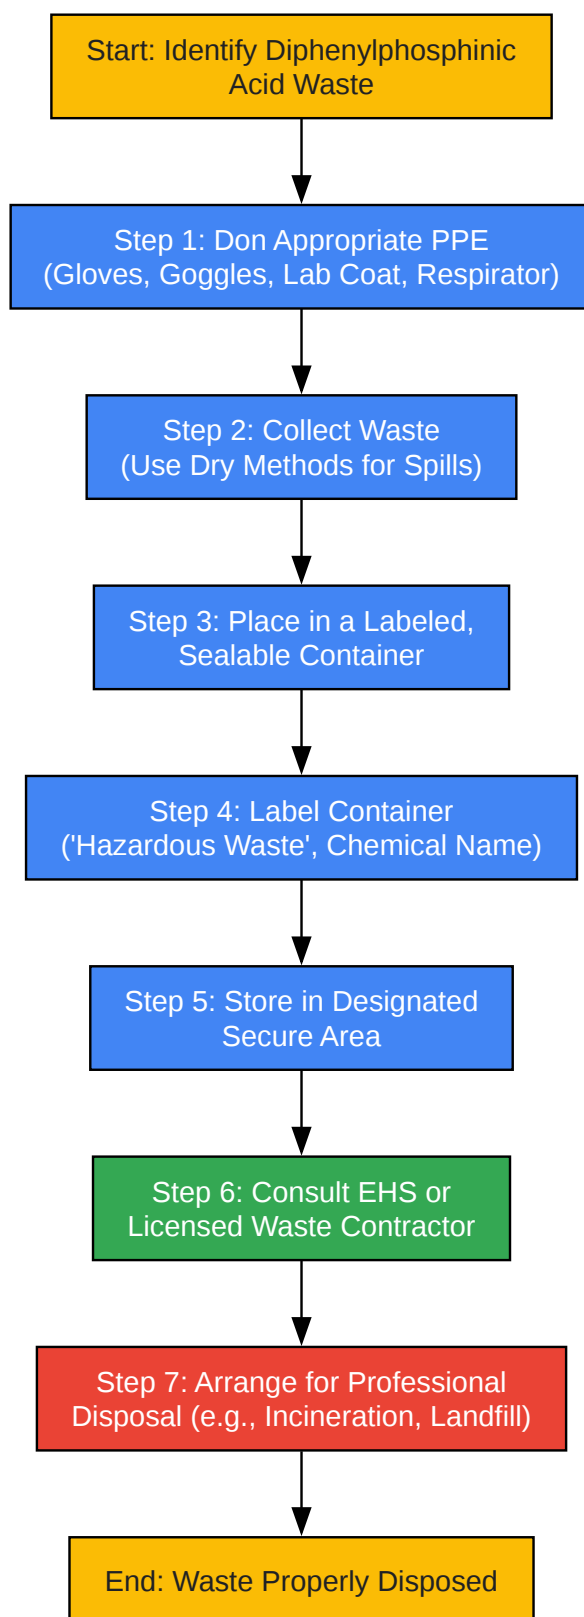 Start: Identify Diphenylphosphinic
Acid Waste
Step 1: Don Appropriate PPE
(Gloves, Goggles, Lab Coat, Respirator)
Step 2: Collect Waste
(Use Dry Methods for Spills)
Step 3: Place in a Labeled,
Sealable Container
Step 4: Label Container
('Hazardous Waste', Chemical Name)
Step 5: Store in Designated
Secure Area
Step 6: Consult EHS or
Licensed Waste Contractor
Step 7: Arrange for Professional
Disposal (e.g., Incineration, Landfill)
End: Waste Properly Disposed